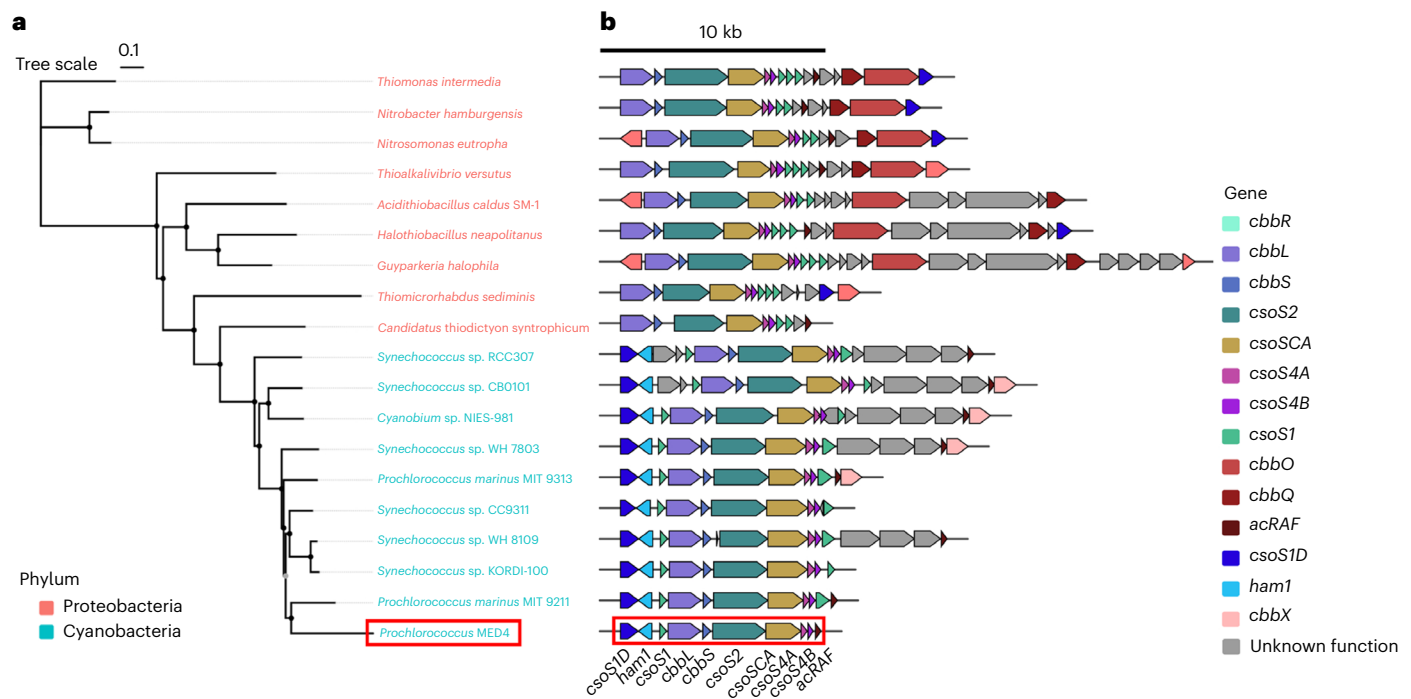 a
b
Tree scale
0.1
10 kb
Thiomonas intermedia
Nitrobacter hamburgensis
Nitrosomonas eutropha
Thioalkalivibrio versutus
Acidithiobacillus caldus SM-1
Halothiobacillus neapolitanus
Guyparkeria halophila
Thiomicrorhabdus sediminis
Candidatus thiodictyon syntrophicum
Synechococcus sp. RCC307
Synechococcus sp. CB0101
Cyanobium sp. NIES-981
Synechococcus sp. WH 7803
Prochlorococcus marinus MIT 9313
Synechococcus sp. CC9311
Synechococcus sp. WH 8109
Synechococcus sp. KORDI-100
Prochlorococcus marinus MIT 9211
Prochlorococcus MED4
Phylum
Proteobacteria
Cyanobacteria
csoS1D
ham1
csoS1
cbbL
cbbS
csoS2
csoSCA
csoS4A
csoS4B
acRAF
Gene
cbbR
cbbL
cbbS
csoS2
csoSCA
csoS4A
csoS4B
csoS1
cbbO
cbbQ
acRAF
csoS1D
ham1
cbbX
Unknown function